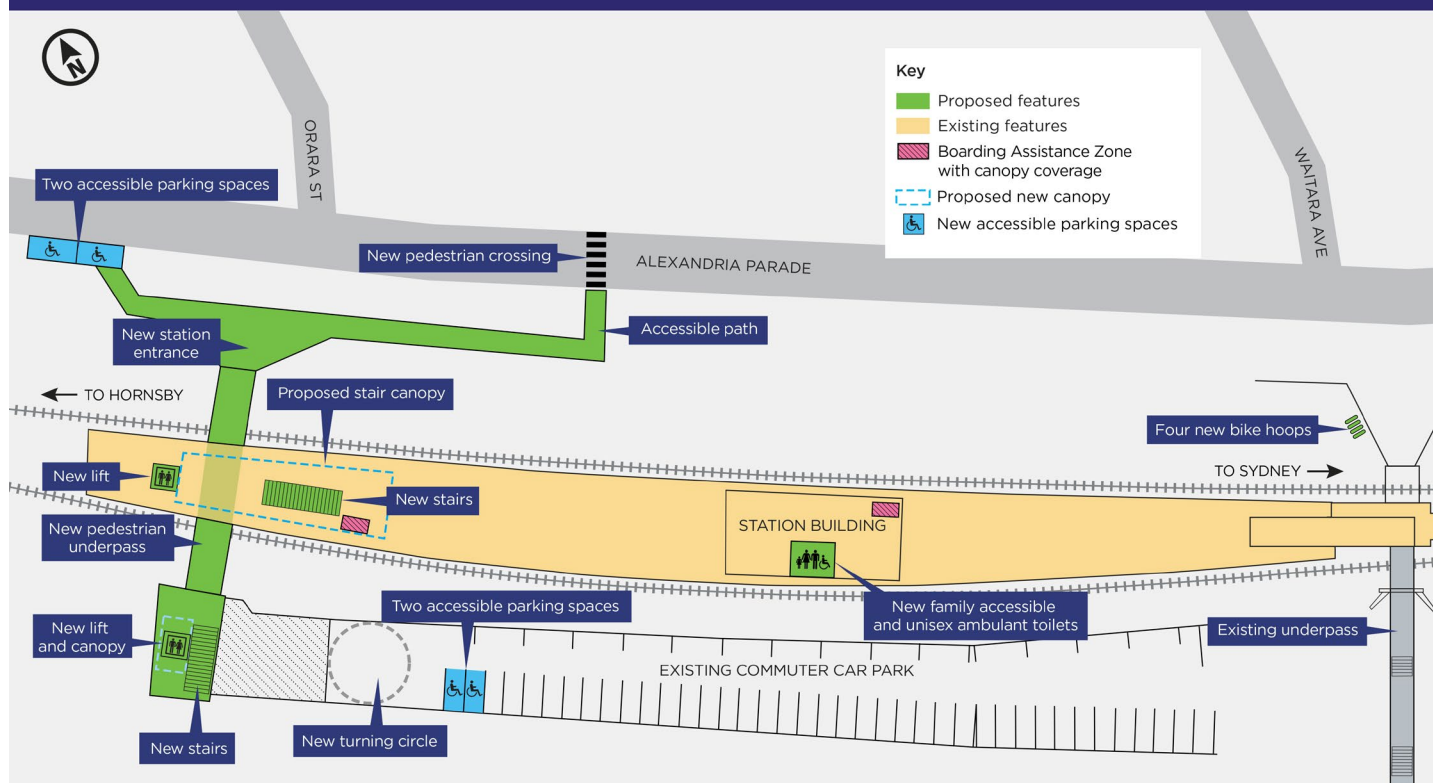 N
Key
Proposed features
Existing features
Boarding Assistance Zone
with canopy coverage
Proposed new canopy
New accessible parking spaces
ORARA ST
WAITARA AVE
Two accessible parking spaces
New pedestrian crossing
ALEXANDRIA PARADE
New station
entrance
Accessible path
TO HORNSBY
Proposed stair canopy
Four new bike hoops
TO SYDNEY
New lift
New stairs
STATION BUILDING
New pedestrian
underpass
New lift
and canopy
Two accessible parking spaces
New family accessible
and unisex ambulant toilets
Existing underpass
EXISTING COMMUTER CAR PARK
New stairs
New turning circle